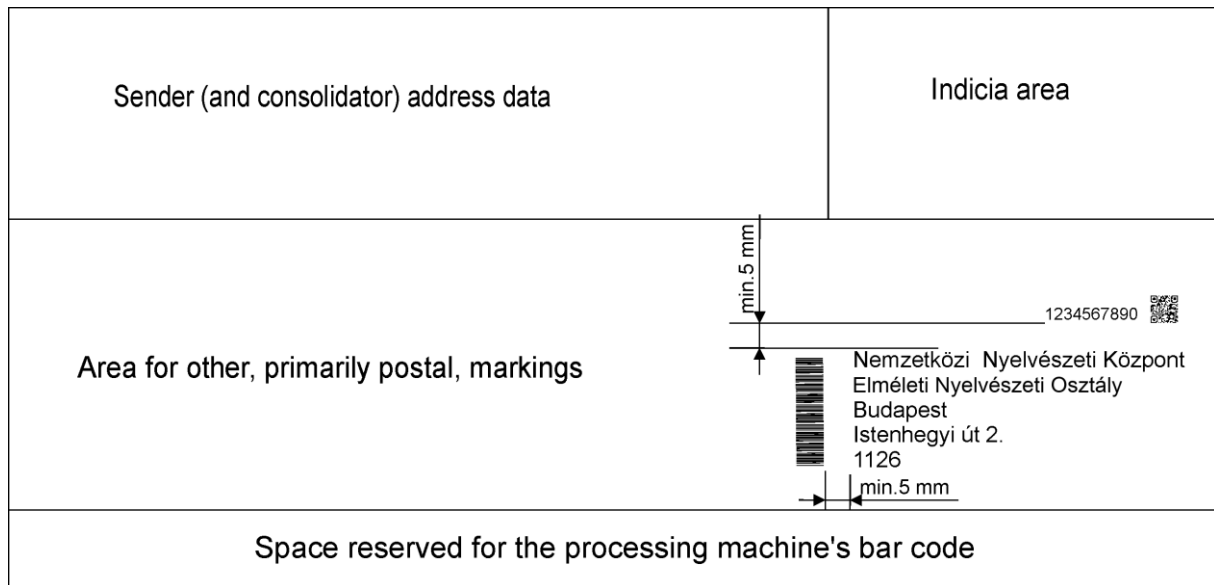 Sender (and consolidator) address data
Indicia area
min.5 mm
1234567890
Area for other, primarily postal, markings
Nemzetközi Nyelvészeti Központ
Elméleti Nyelvészeti Osztály
Budapest
Istenhegyi út 2.
1126
min.5 mm
Space reserved for the processing machine's bar code